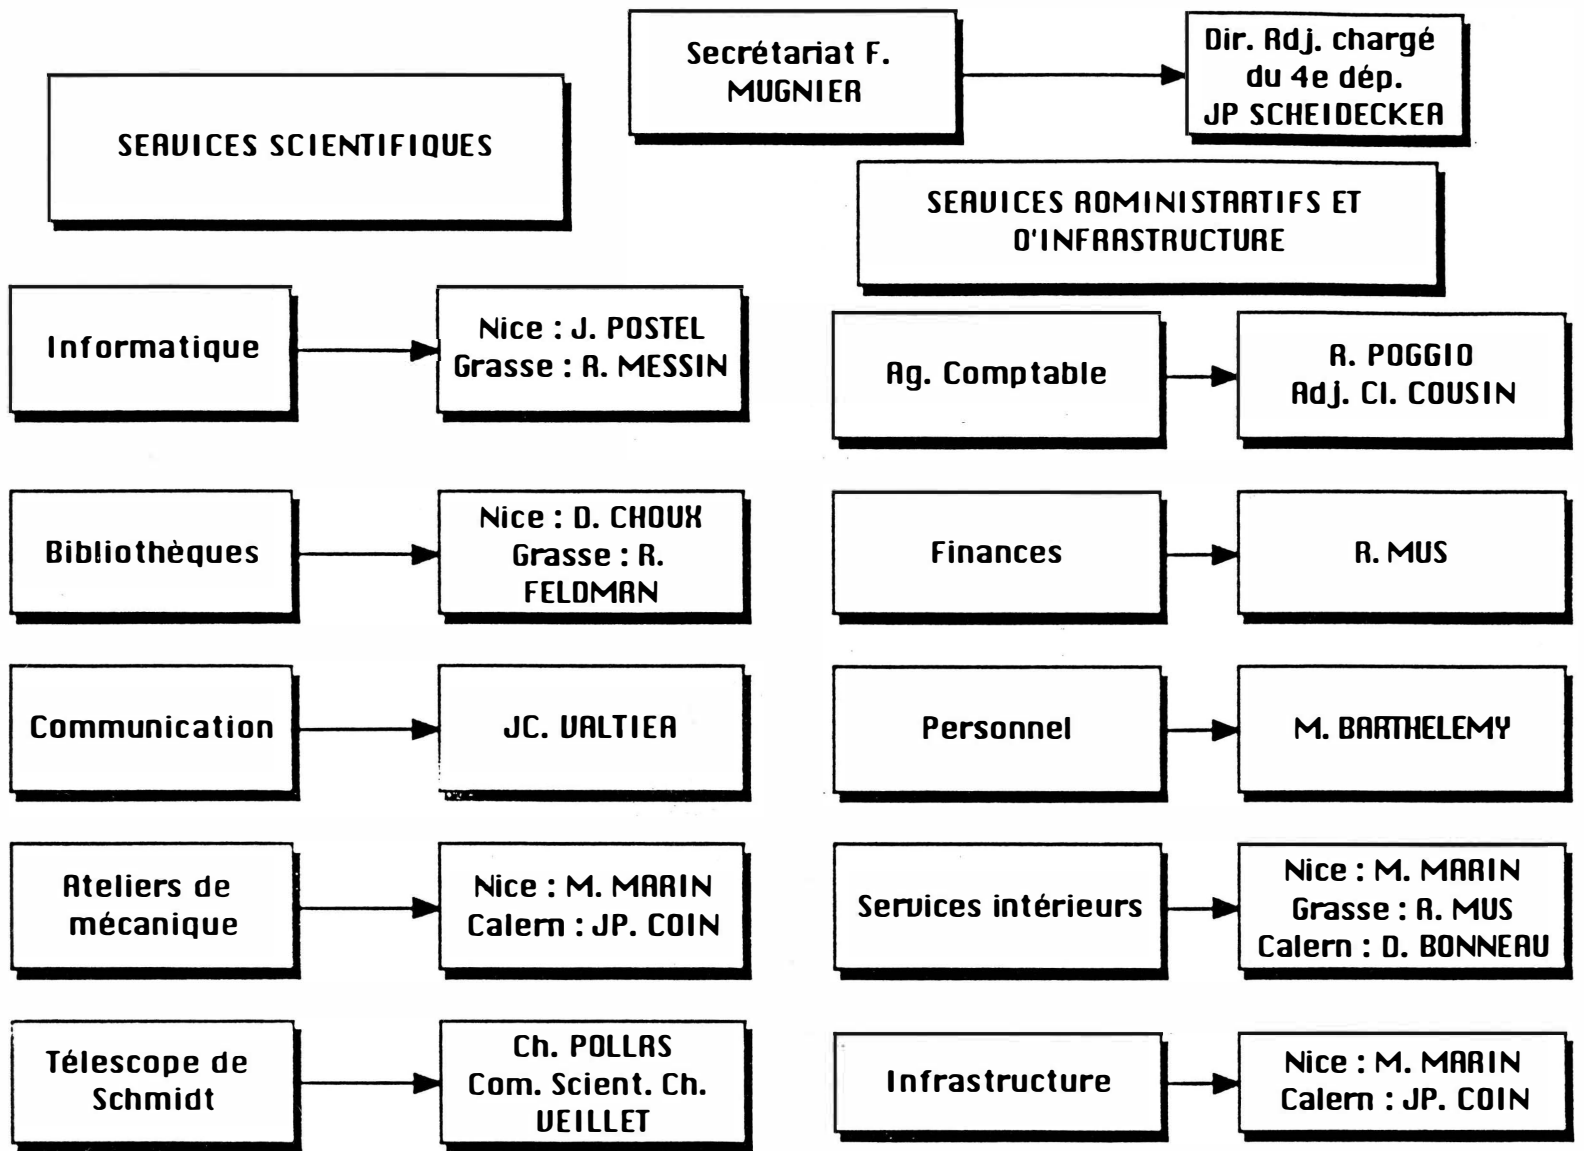 Secrétariat F.
MUGNIER
Dir. Adj. chargé
du 4e dép.
JP SCHEIDECKER
SERVICES SCIENTIFIQUES
SERVICES ADMINISTARTIFS ET
D'INFRASTRUCTURE
Informatique
Nice : J. POSTEL
Grasse : R. MESSIN
Bibliothèques
Nice : D. CHOUX
Grasse : R.
FELDMAN
Communication
JC. VALTIER
Ateliers de
mécanique
Nice : M. MARIN
Calern : JP. COIN
Télescope de
Schmidt
Ch. POLLAS
Com. Scient. Ch.
VEILLET
Ag. Comptable
R. POGGIO
Adj. Cl. COUSIN
Finances
R. MUS
Personnel
M. BARTHELEMY
Services intérieurs
Nice : M. MARIN
Grasse : R. MUS
Calern : D. BONNEAU
Infrastructure
Nice : M. MARIN
Calern : JP. COIN